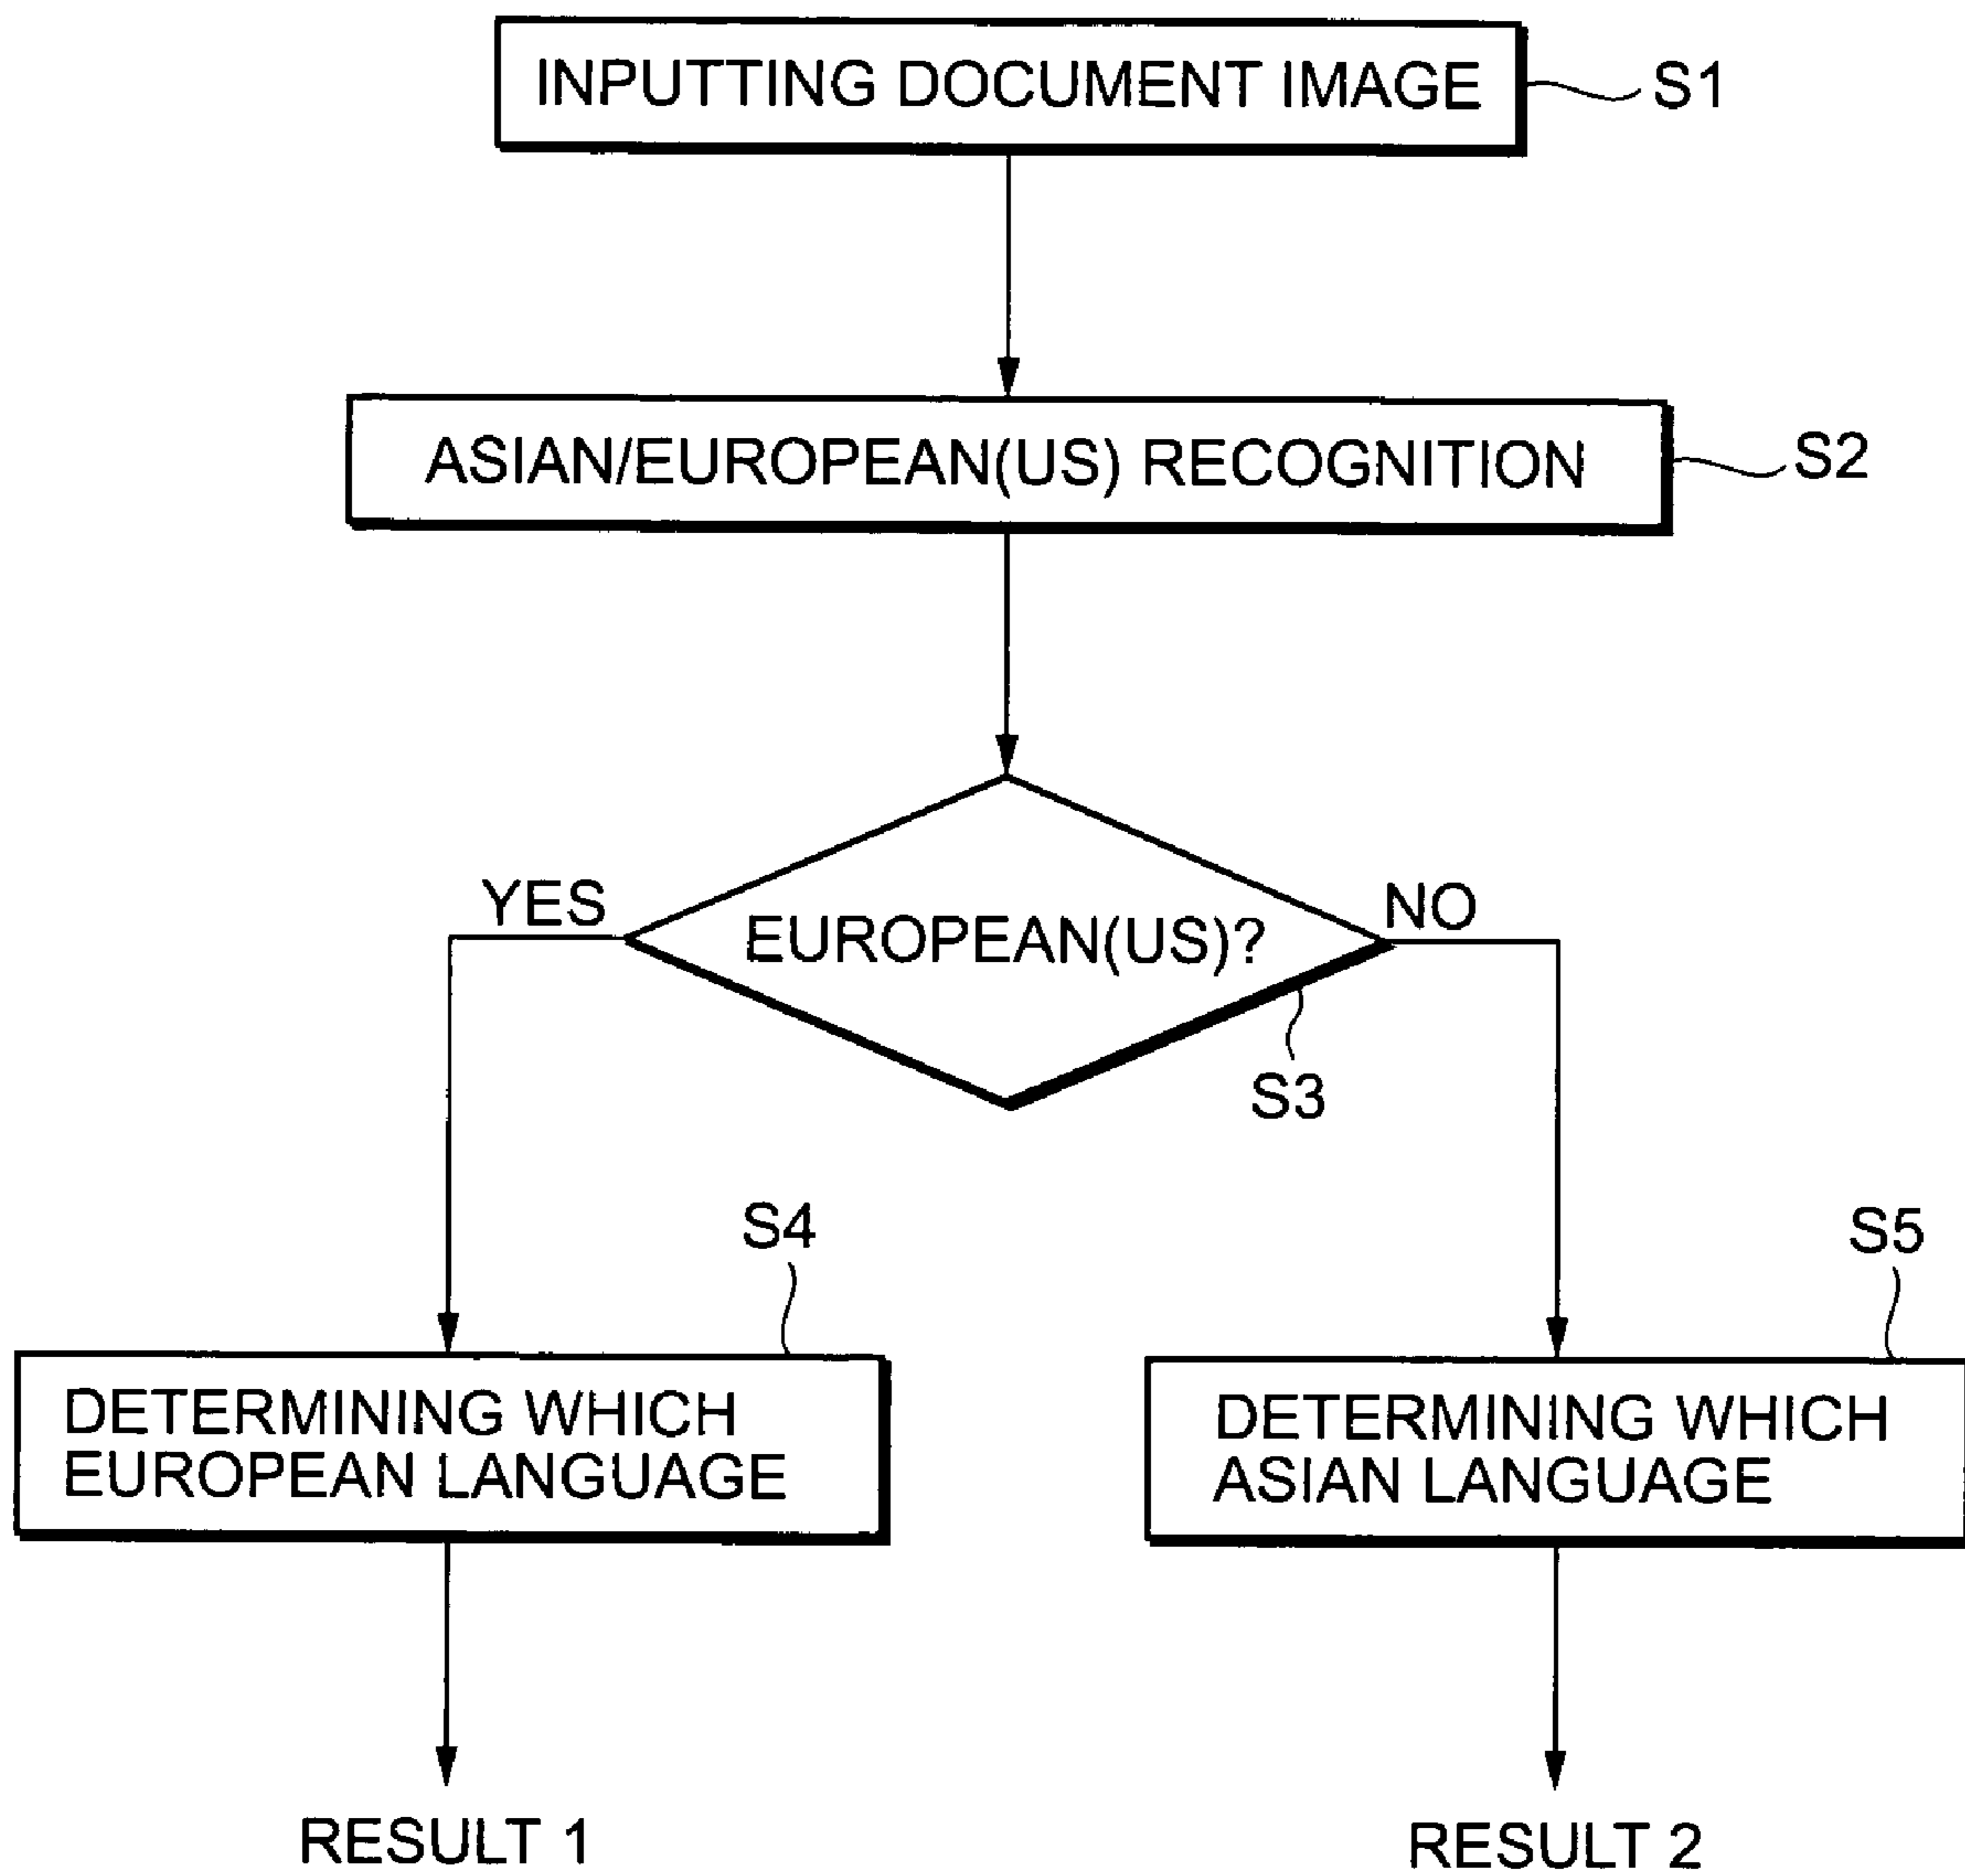 INPUTTING DOCUMENT IMAGE
S1
ASIAN/EUROPEAN(US) RECOGNITION
S2
YES
EUROPEAN(US)?
NO
S3
S4
S5
DETERMINING WHICH
EUROPEAN LANGUAGE
DETERMINING WHICH
ASIAN LANGUAGE
RESULT 1
RESULT 2